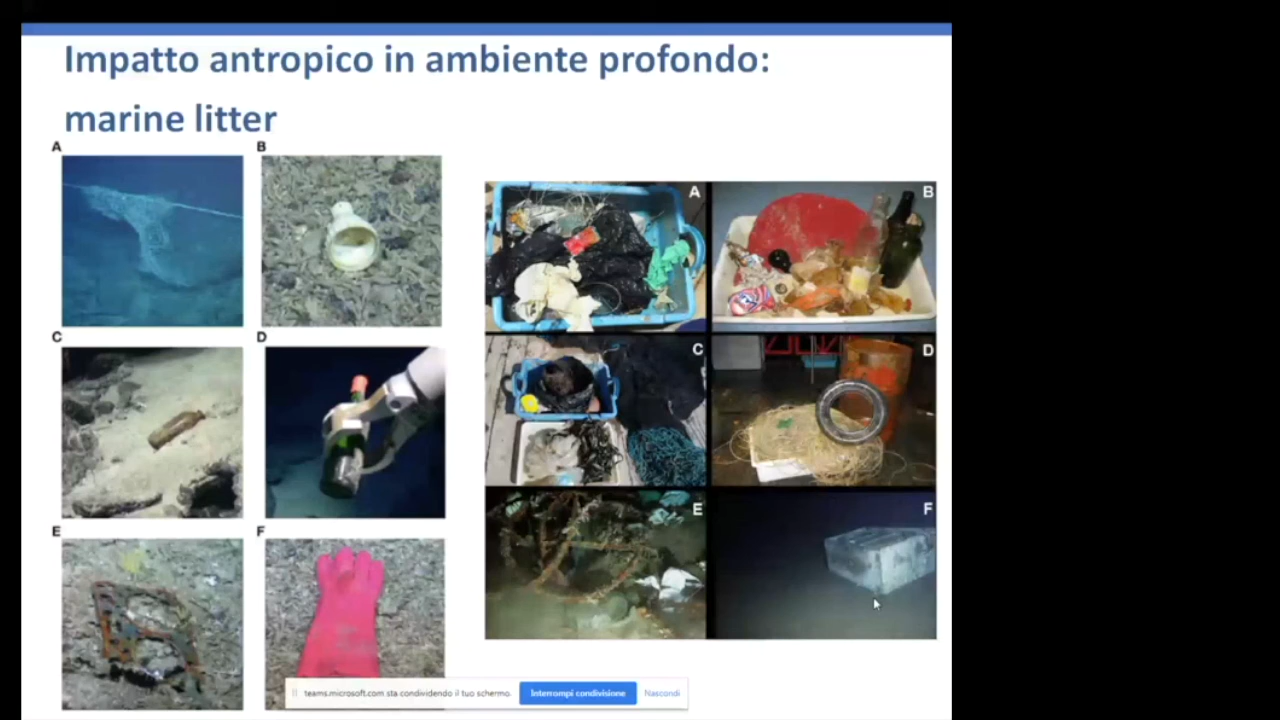 Impatto antropico in ambiente profondo:
marine litter
A
B
C
D
E
F
A
B
C
D
E
F
teams.microsoft.com sta condividendo il tuo schermo.
Interrompi condivisione
Nascondi